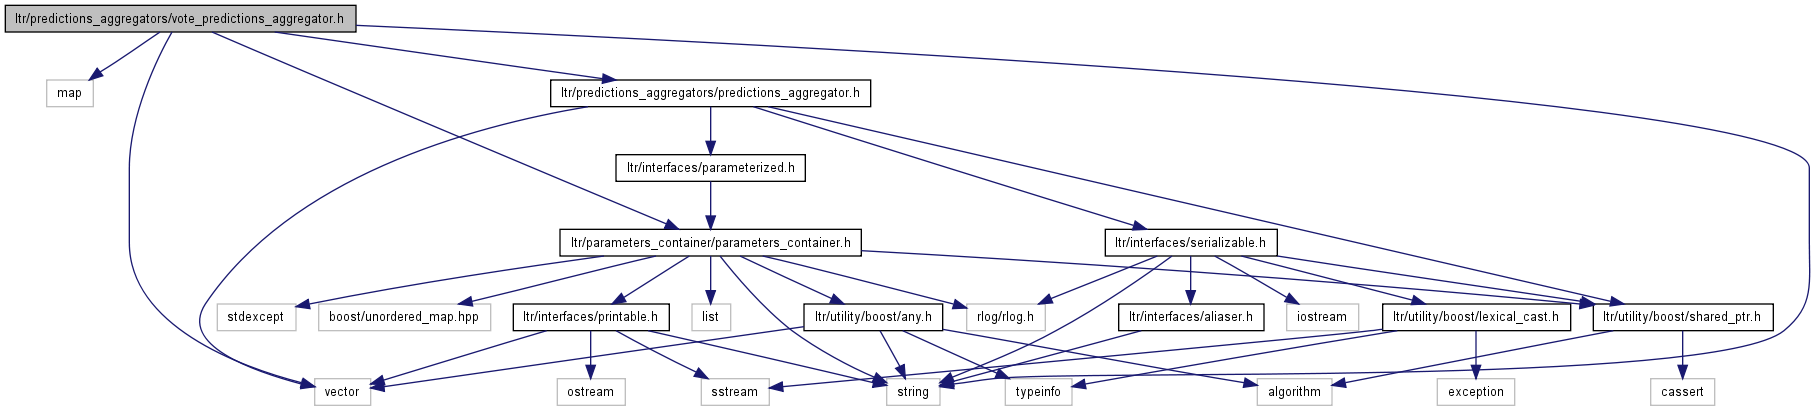 ltr/predictions_aggregators/vote_predictions_aggregator.h
map
ltr/predictions_aggregators/predictions_aggregator.h
ltr/interfaces/parameterized.h
ltr/parameters_container/parameters_container.h
ltr/interfaces/serializable.h
stdexcept
boost/unordered_map.hpp
ltr/interfaces/printable.h
list
ltr/utility/boost/any.h
rlog/rlog.h
ltr/interfaces/aliaser.h
iostream
ltr/utility/boost/lexical_cast.h
ltr/utility/boost/shared_ptr.h
vector
ostream
sstream
string
typeinfo
algorithm
exception
cassert